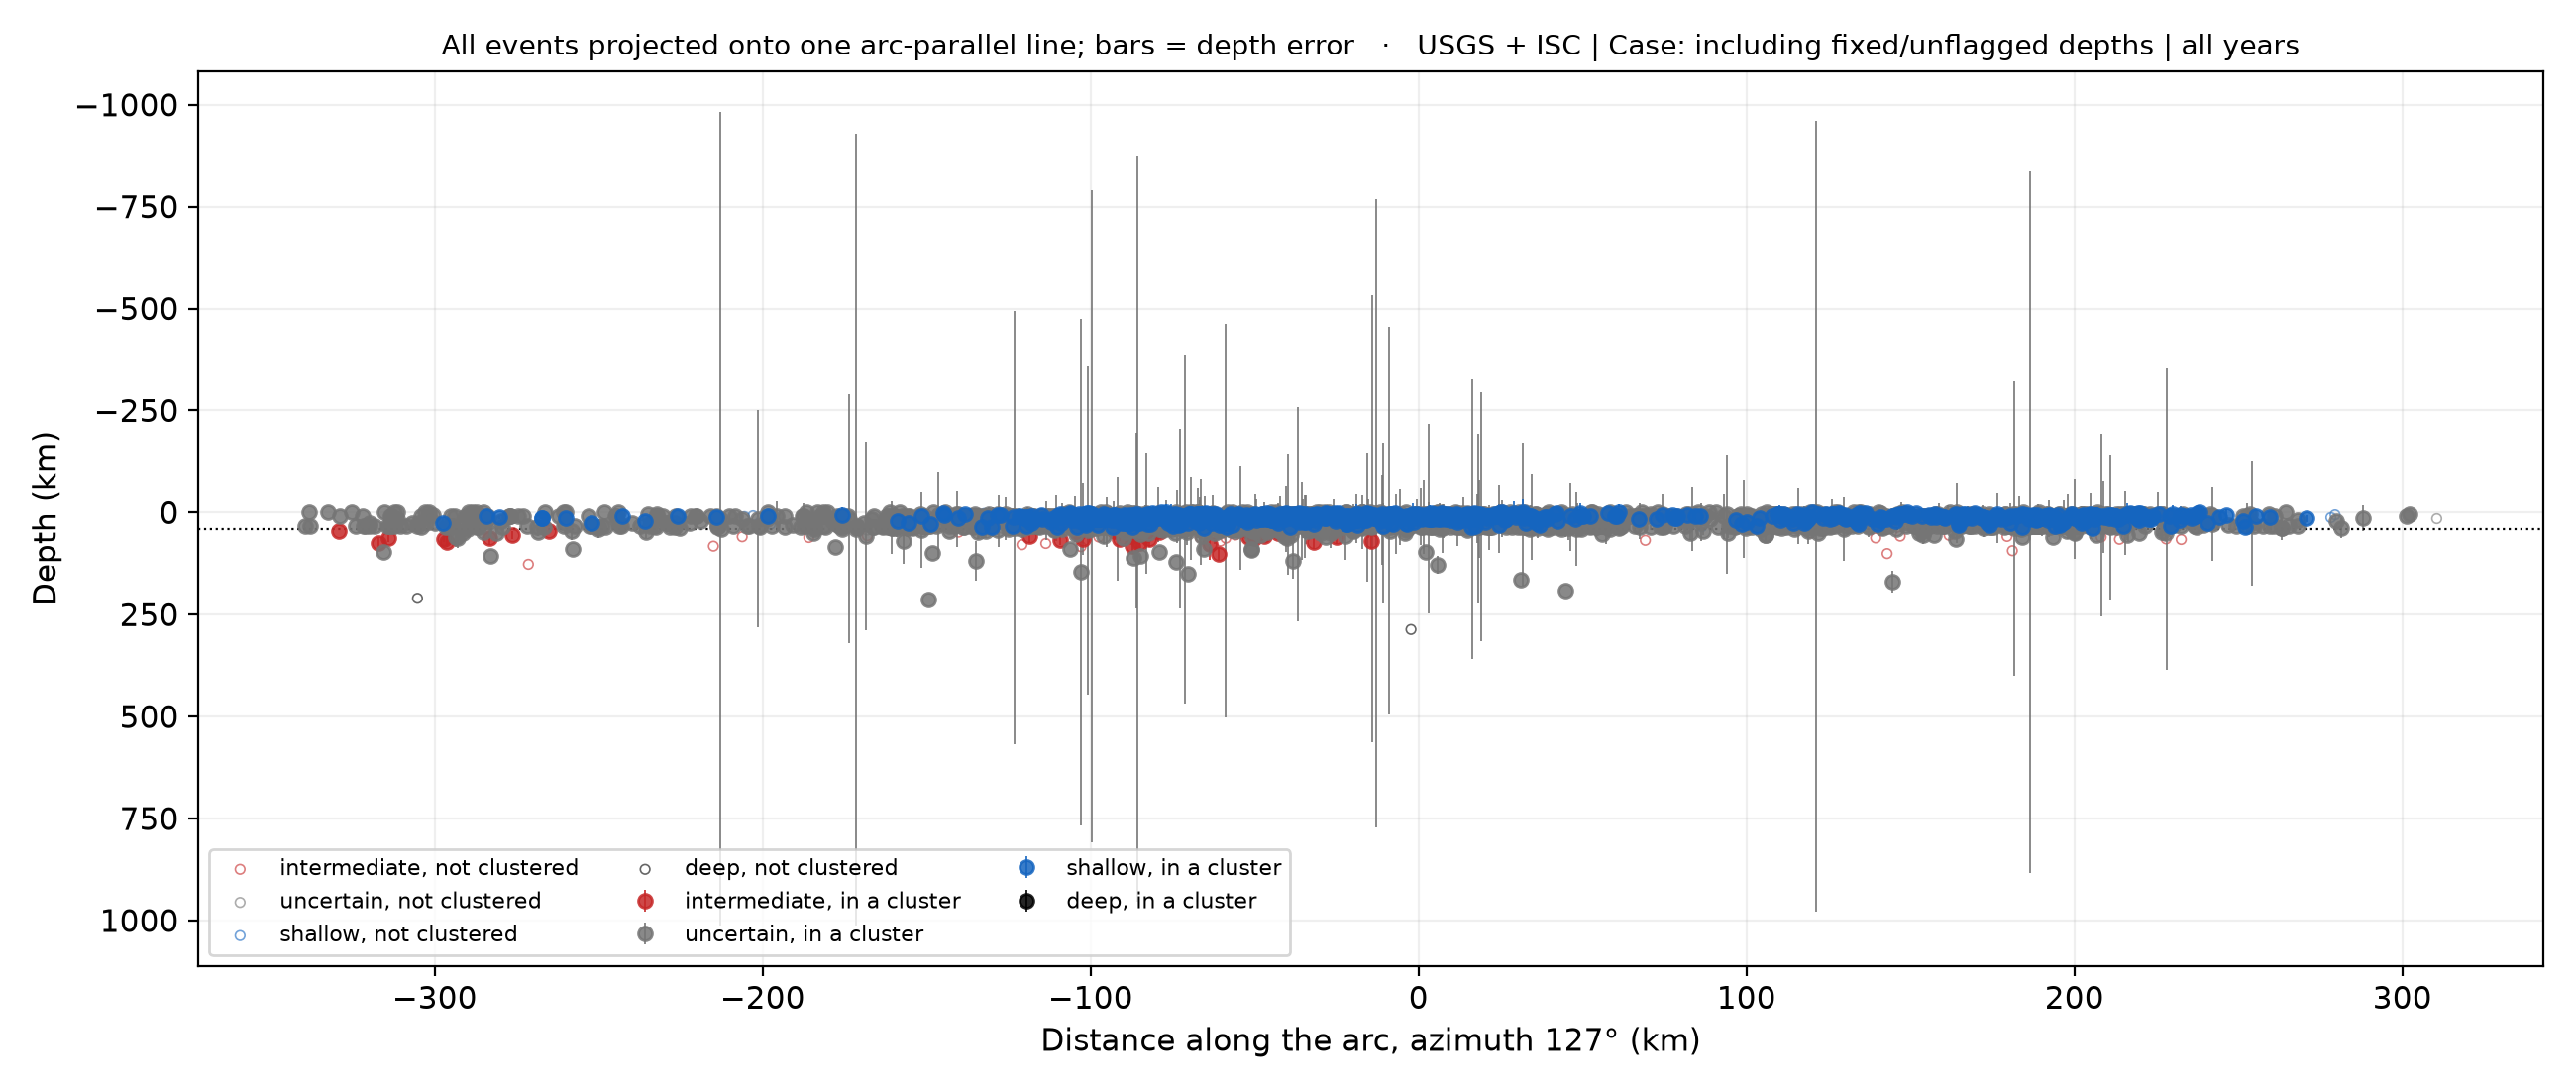 All events projected onto one arc-parallel line; bars = depth error · USGS + ISC | Case: including fixed/unflagged depths | all years
Depth (km)
−1000
−750
−500
−250
0
250
500
750
1000
intermediate, not clustered
uncertain, not clustered
shallow, not clustered
deep, not clustered
intermediate, in a cluster
uncertain, in a cluster
shallow, in a cluster
deep, in a cluster
−300
−200
−100
0
100
200
300
Distance along the arc, azimuth 127° (km)